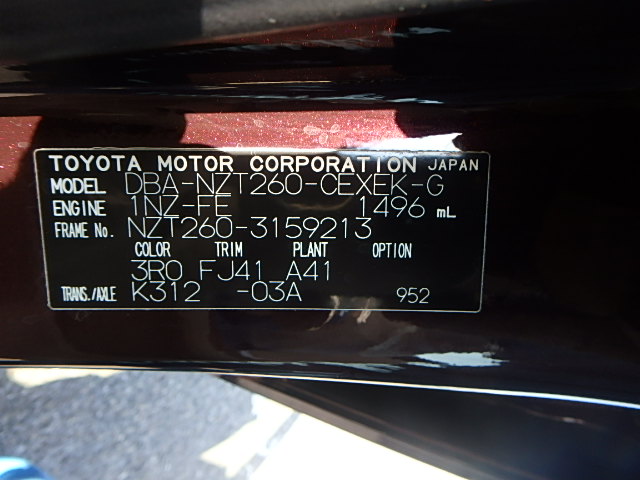 TOYOTA MOTOR CORPORATION JAPAN
MODEL DBA-NZT260-CEXEK-G
ENGINE 1NZ-FE 1496 mL
FRAME No. NZT260-3159213
COLOR TRIM PLANT OPTION
3R0 FJ41 A41
TRANS./AXLE K312 -03A 952